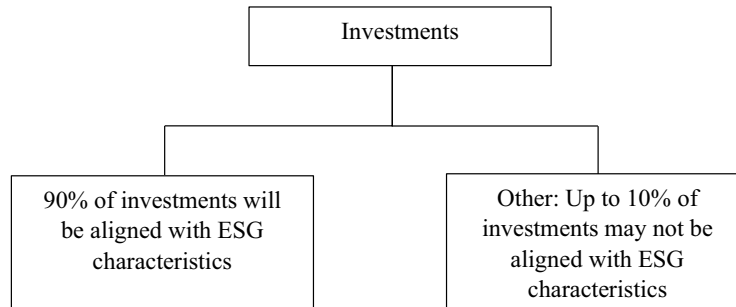 Investments
90% of investments will
be aligned with ESG
characteristics
Other: Up to 10% of
investments may not be
aligned with ESG
characteristics